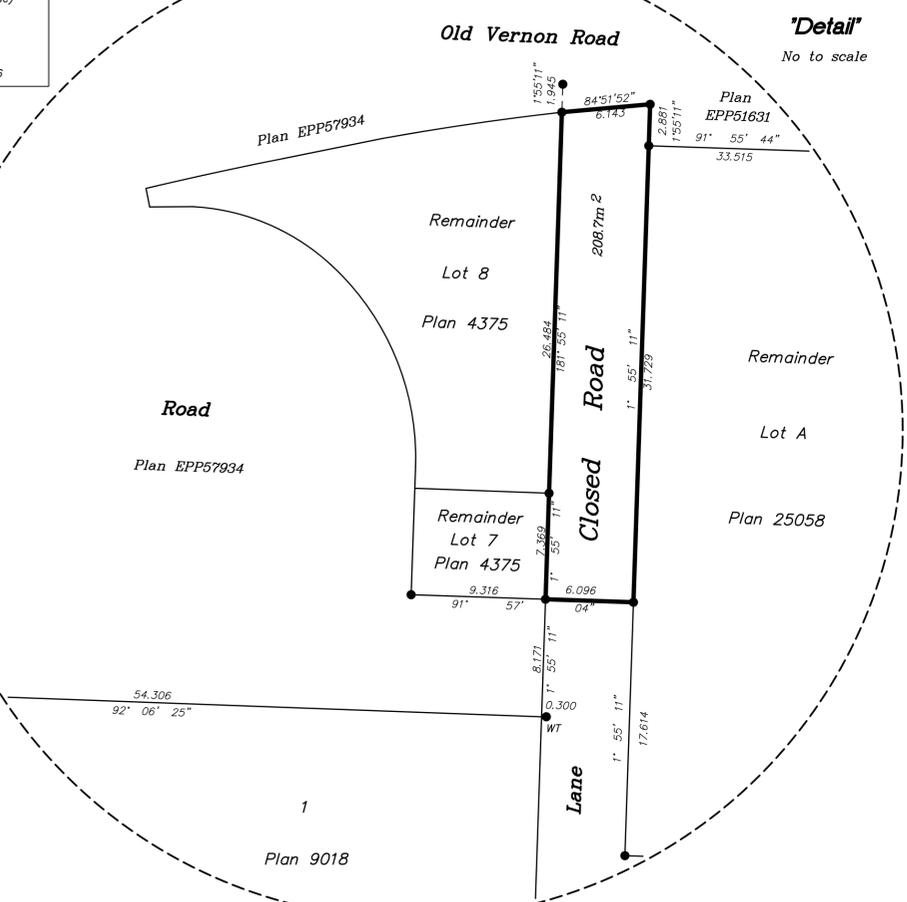 "Detail"
No to scale
Old Vernon Road
1°55'11"
1.945
84°51'52"
6.143
2.881
1°55'11"
Plan
EPP51631
91° 55' 44"
33.515
Plan EPP57934
208.7m 2
Remainder
Lot 8
Plan 4375
26.484
181° 55' 11"
Closed Road
1° 55' 11"
31.729
Remainder
Lot A
Plan 25058
Road
Plan EPP57934
Remainder
Lot 7
Plan 4375
7.369
1° 55' 11"
9.316
91° 57' 04"
6.096
8.171
1° 55' 11"
54.306
92° 06' 25"
0.300
WT
1° 55' 11"
17.614
Lane
1
Plan 9018